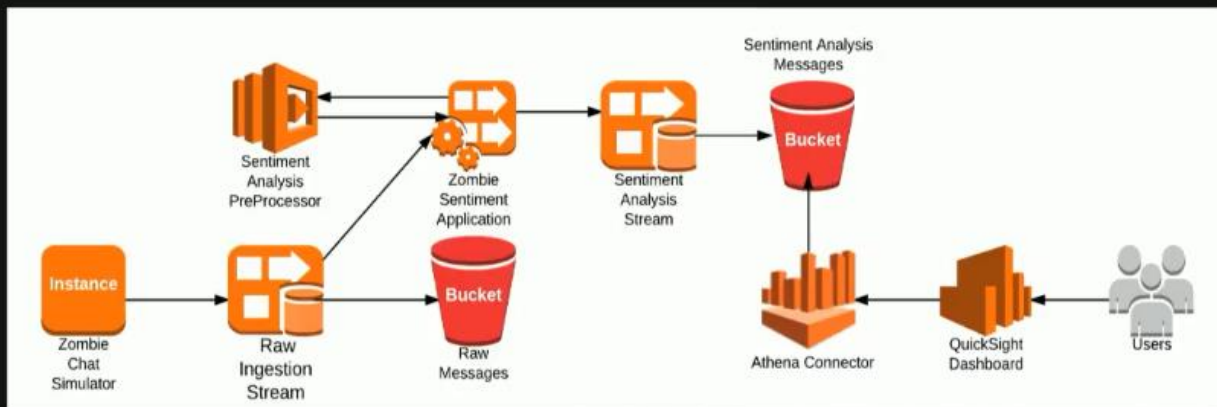 Sentiment Analysis
Messages
Bucket
Sentiment
Analysis
PreProcessor
Zombie
Sentiment
Application
Sentiment
Analysis
Stream
Instance
Zombie
Chat
Simulator
Raw
Ingestion
Stream
Bucket
Raw
Messages
Athena Connector
QuickSight
Dashboard
Users